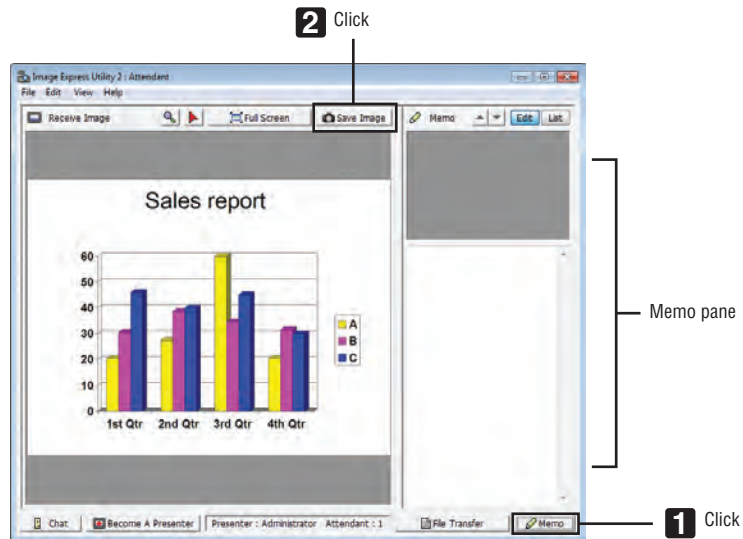 2 Click
Image Express Utility 2 : Attendant
File Edit View Help
Receive Image Full Screen Save Image Memo Edit List
Sales report
60
50
40
30
20
10
0
A
B
C
1st Qtr 2nd Qtr 3rd Qtr 4th Qtr
Memo pane
Chat Become A Presenter Presenter : Administrator Attendant : 1 File Transfer Memo
1 Click